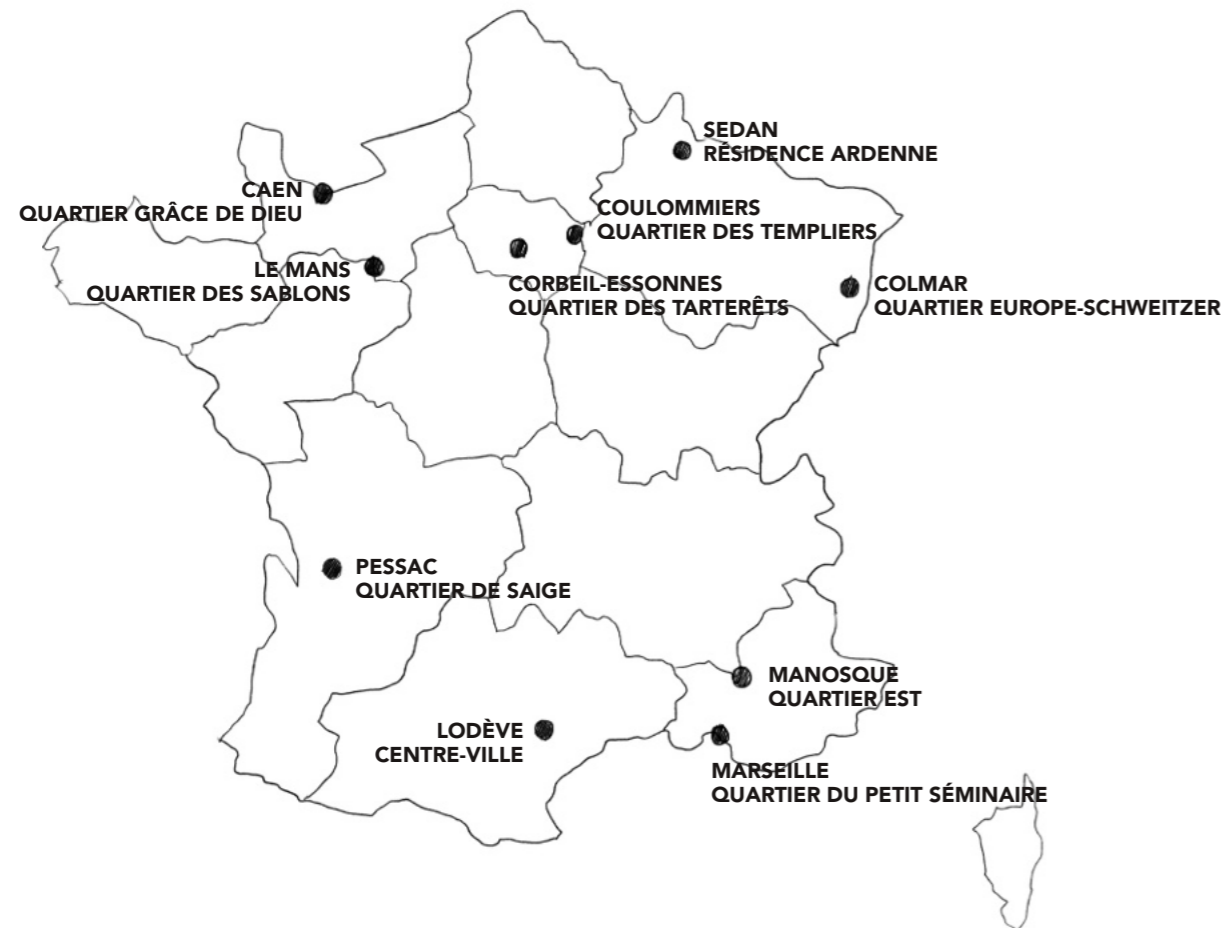 SEDAN
RÉSIDENCE ARDENNE
CAEN
QUARTIER GRÂCE DE DIEU
COULOMMIERS
QUARTIER DES TEMPLIERS
LE MANS
QUARTIER DES SABLONS
CORBEIL-ESSONNES
QUARTIER DES TARTERÊTS
COLMAR
QUARTIER EUROPE-SCHWEITZER
PESSAC
QUARTIER DE SAIGE
MANOSQUE
QUARTIER EST
LODÈVE
CENTRE-VILLE
MARSEILLE
QUARTIER DU PETIT SÉMINAIRE